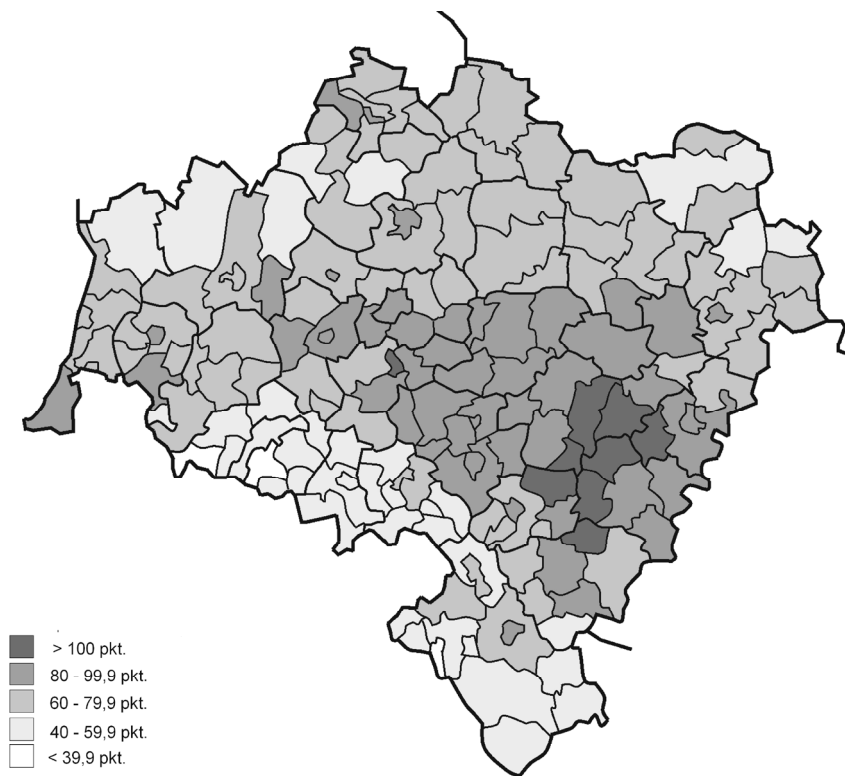 > 100 pkt.
80 - 99,9 pkt.
60 - 79,9 pkt.
40 - 59,9 pkt.
< 39,9 pkt.